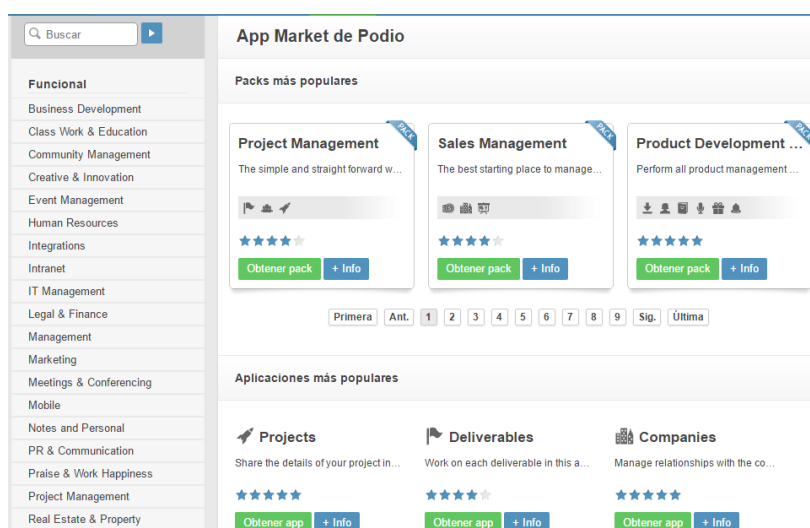 Buscar
Funcional
Business Development
Class Work & Education
Community Management
Creative & Innovation
Event Management
Human Resources
Integrations
Intranet
IT Management
Legal & Finance
Management
Marketing
Meetings & Conferencing
Mobile
Notes and Personal
PR & Communication
Praise & Work Happiness
Project Management
Real Estate & Property
App Market de Podio
Packs más populares
PACK
Project Management
The simple and straight forward w...
Obtener pack + Info
PACK
Sales Management
The best starting place to manage...
Obtener pack + Info
PACK
Product Development ...
Perform all product management ...
Obtener pack + Info
Primera Ant. 1 2 3 4 5 6 7 8 9 Sig. Última
Aplicaciones más populares
Projects
Share the details of your project in...
Obtener app + Info
Deliverables
Work on each deliverable in this a...
Obtener app + Info
Companies
Manage relationships with the co...
Obtener app + Info